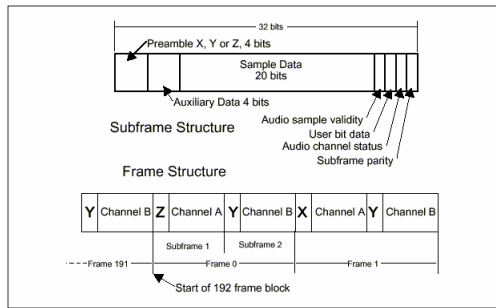 32 bits
Preamble X, Y or Z, 4 bits
Sample Data
20 bits
Auxiliary Data 4 bits
Audio sample validity
User bit data
Audio channel status
Subframe parity
Subframe Structure
Frame Structure
Y Channel B Z Channel A Y Channel B X Channel A Y Channel B
Subframe 1 Subframe 2
Frame 191 Frame 0 Frame 1
Start of 192 frame block